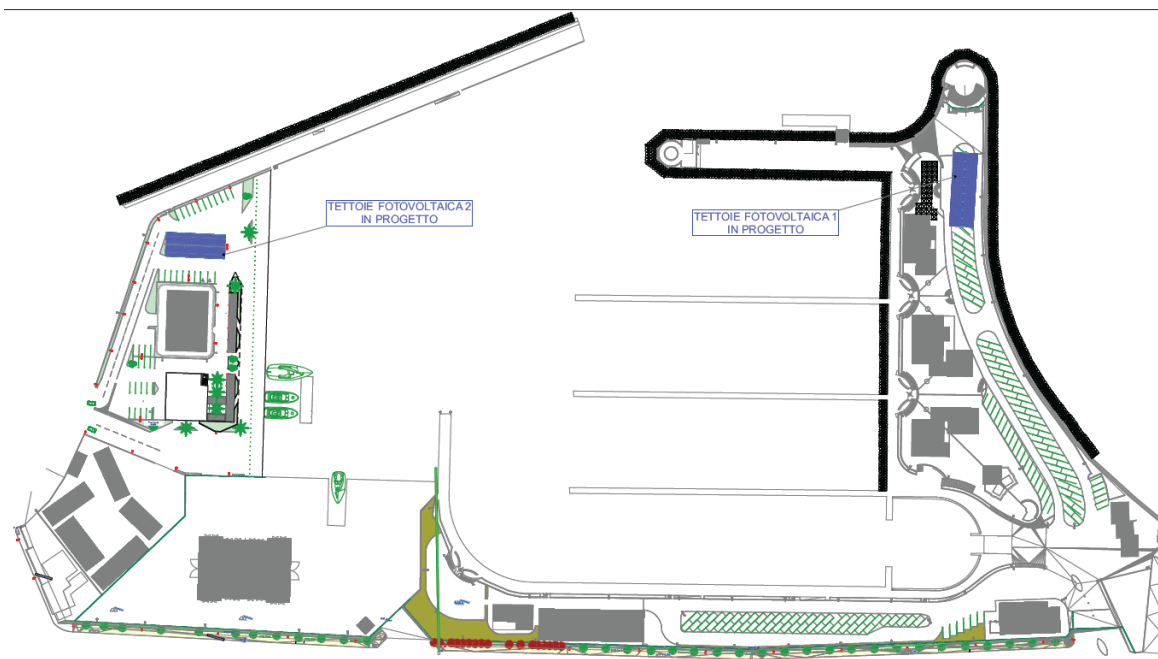 TETTOIE FOTOVOLTAICA 2
IN PROGETTO
TETTOIE FOTOVOLTAICA 1
IN PROGETTO